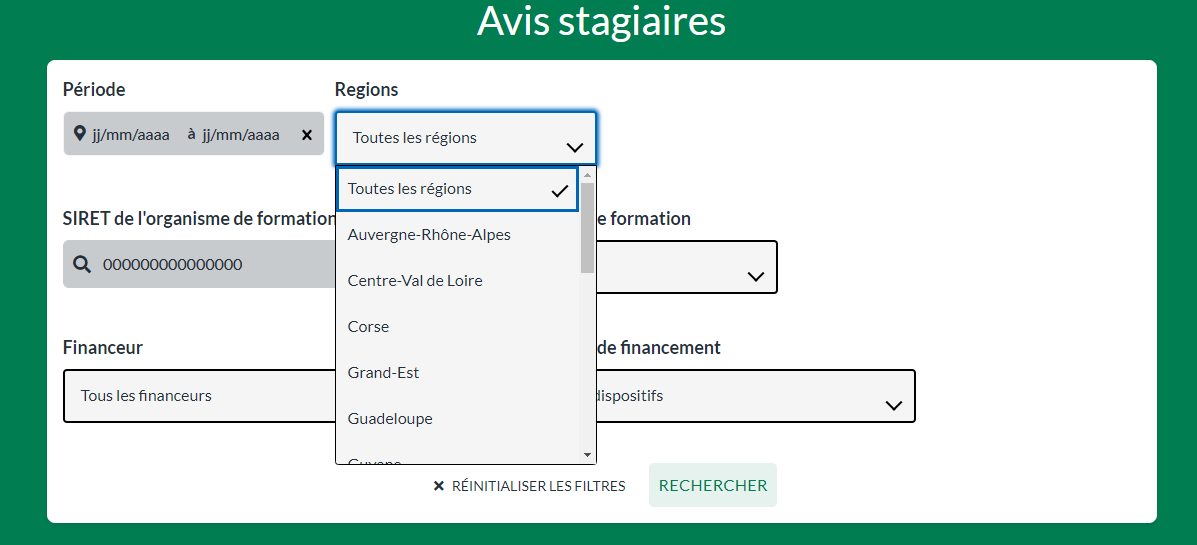 Avis stagiaires
Période
Regions
jj/mm/aaaa à jj/mm/aaaa
Toutes les régions
Toutes les régions
Auvergne-Rhône-Alpes
Centre-Val de Loire
Corse
Grand-Est
Guadeloupe
Guyane
SIRET de l'organisme de formation
e formation
00000000000000
Financeur
de financement
Tous les financeurs
dispositifs
RÉINITIALISER LES FILTRES
RECHERCHER